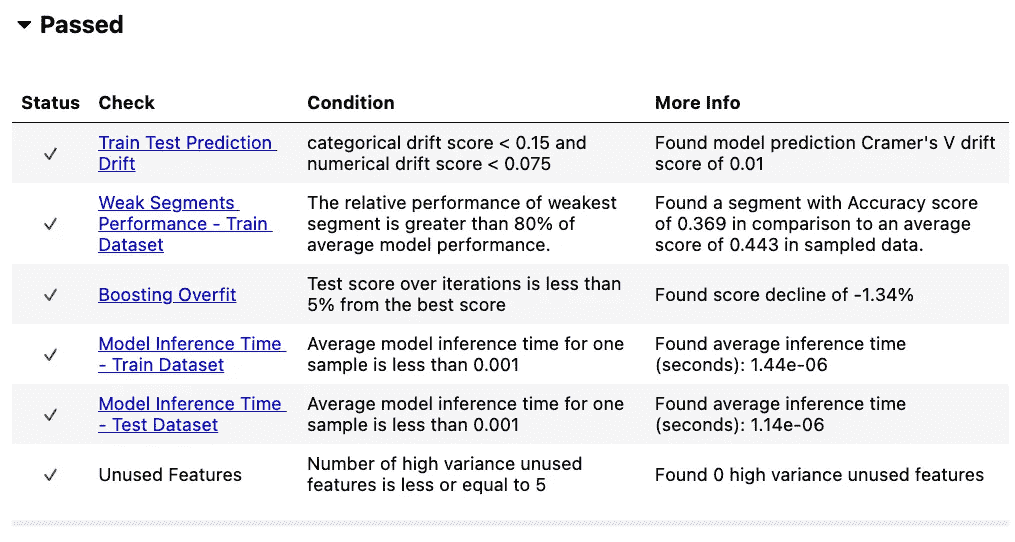 Passed
Status Check Condition More Info
Train Test Prediction
Drift
categorical drift score < 0.15 and
numerical drift score < 0.075
Found model prediction Cramer's V drift
score of 0.01
Weak Segments
Performance - Train
Dataset
The relative performance of weakest
segment is greater than 80% of
average model performance.
Found a segment with Accuracy score
of 0.369 in comparison to an average
score of 0.443 in sampled data.
Boosting Overfit
Test score over iterations is less than
5% from the best score
Found score decline of -1.34%
Model Inference Time
- Train Dataset
Average model inference time for one
sample is less than 0.001
Found average inference time
(seconds): 1.44e-06
Model Inference Time
- Test Dataset
Average model inference time for one
sample is less than 0.001
Found average inference time
(seconds): 1.14e-06
Unused Features
Number of high variance unused
features is less or equal to 5
Found 0 high variance unused features